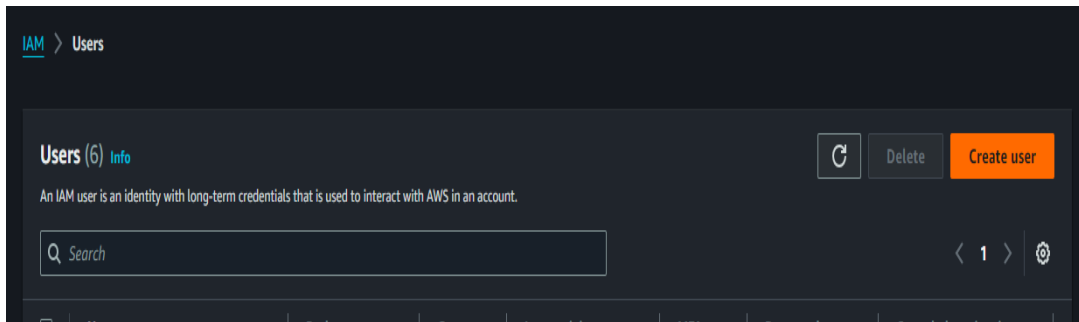 IAM > Users
Users (6) Info
Delete
Create user
An IAM user is an identity with long-term credentials that is used to interact with AWS in an account.
Search
< 1 >